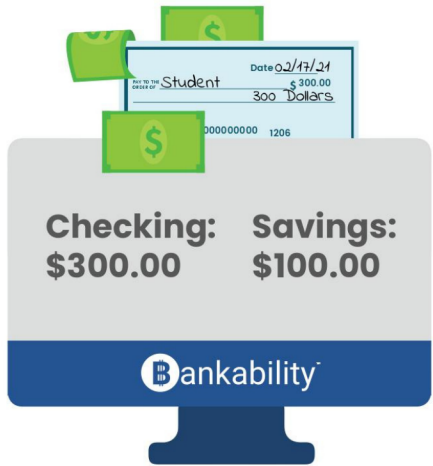 $
Date 02/17/21
PAY TO THE
ORDER OF Student $ 300.00
300 Dollars
$ 000000000 1206
Checking: Savings:
$300.00 $100.00
Bankability